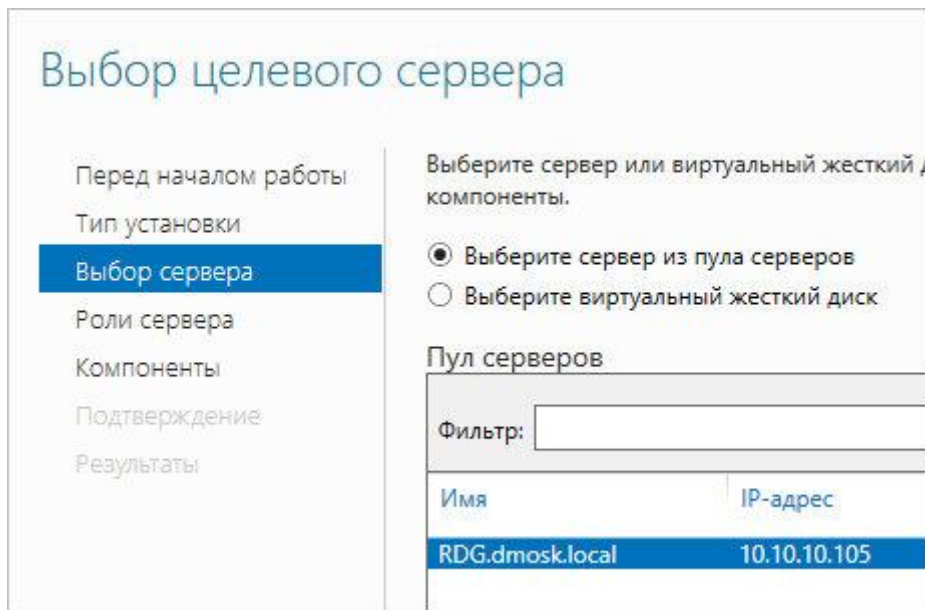 Выбор целевого сервера
Перед началом работы
Тип установки
Выбор сервера
Роли сервера
Компоненты
Подтверждение
Результаты
Выберите сервер или виртуальный жесткий
компоненты.
Выберите сервер из пула серверов
Выберите виртуальный жесткий диск
Пул серверов
Фильтр:
Имя IP-адрес
RDG.dmosk.local 10.10.10.105